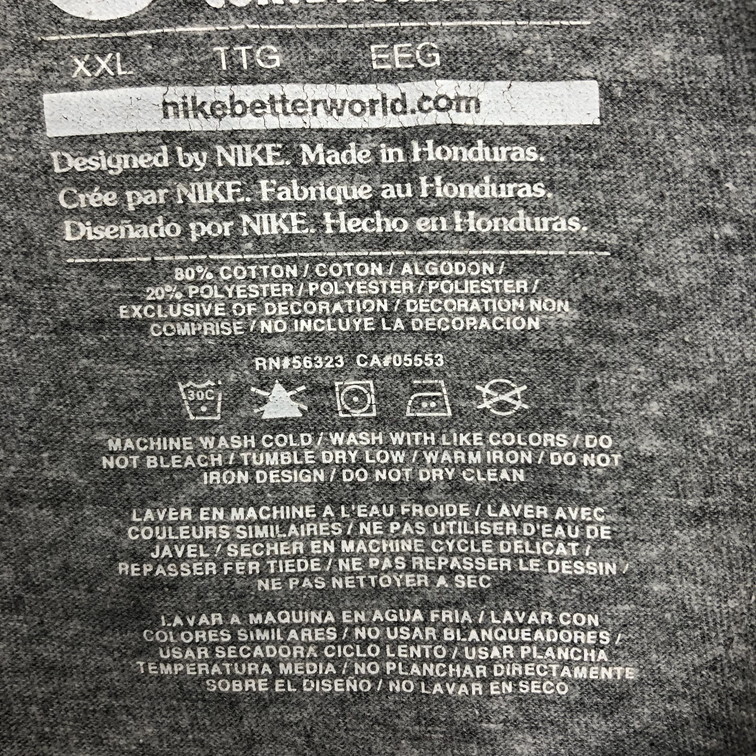 XXL TTG EEG
nikebetterworld.com
Designed by NIKE. Made in Honduras.
Crée par NIKE. Fabrique au Honduras.
Diseñado por NIKE. Hecho en Honduras.
80% COTTON / COTON / ALGODON /
20% POLYESTER / POLYESTER / POLIESTER /
EXCLUSIVE OF DECORATION / DECORATION NON
COMPRISE / NO INCLUYE LA DECORACION
RN#56323 CA#05553
30C
MACHINE WASH COLD / WASH WITH LIKE COLORS / DO
NOT BLEACH / TUMBLE DRY LOW / WARM IRON / DO NOT
IRON DESIGN / DO NOT DRY CLEAN
LAVER EN MACHINE A L'EAU FROIDE / LAVER AVEC
COULEURS SIMILAIRES / NE PAS UTILISER D'EAU DE
JAVEL / SECHER EN MACHINE CYCLE DELICAT /
REPASSER FER TIEDE / NE PAS REPASSER LE DESSIN /
NE PAS NETTOYER A SEC
LAVAR A MAQUINA EN AGUA FRIA / LAVAR CON
COLORES SIMILARES / NO USAR BLANQUEADORES /
USAR SECADORA CICLO LENTO / USAR PLANCHA
TEMPERATURA MEDIA / NO PLANCHAR DIRECTAMENTE
SOBRE EL DISEÑO / NO LAVAR EN SECO